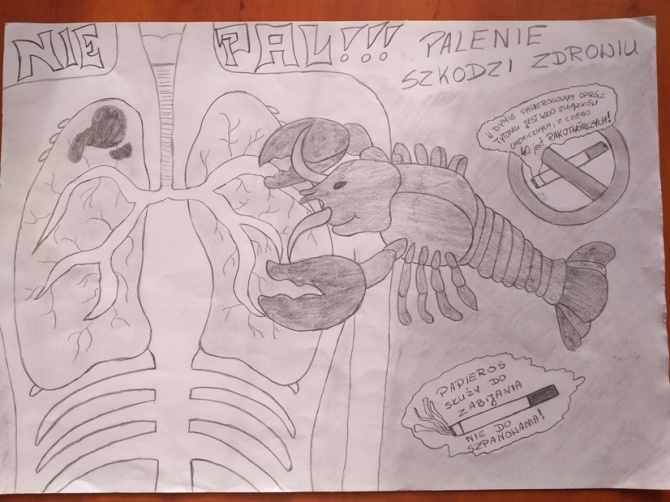 NIE PAL!!!
PALENIE
SZKODZI ZDROWIU
W DYMIE PAPIEROSOWYM OPRÓCZ
TYTONIU JEST 4000 ZWIĄZKÓW
CHEMICZNYCH, Z CZEGO
40 jest RAKOTWÓRCZYCH!
PAPIEROS
SŁUŻY DO
ZABIJANIA
NIE DO
SZPANOWANIA!